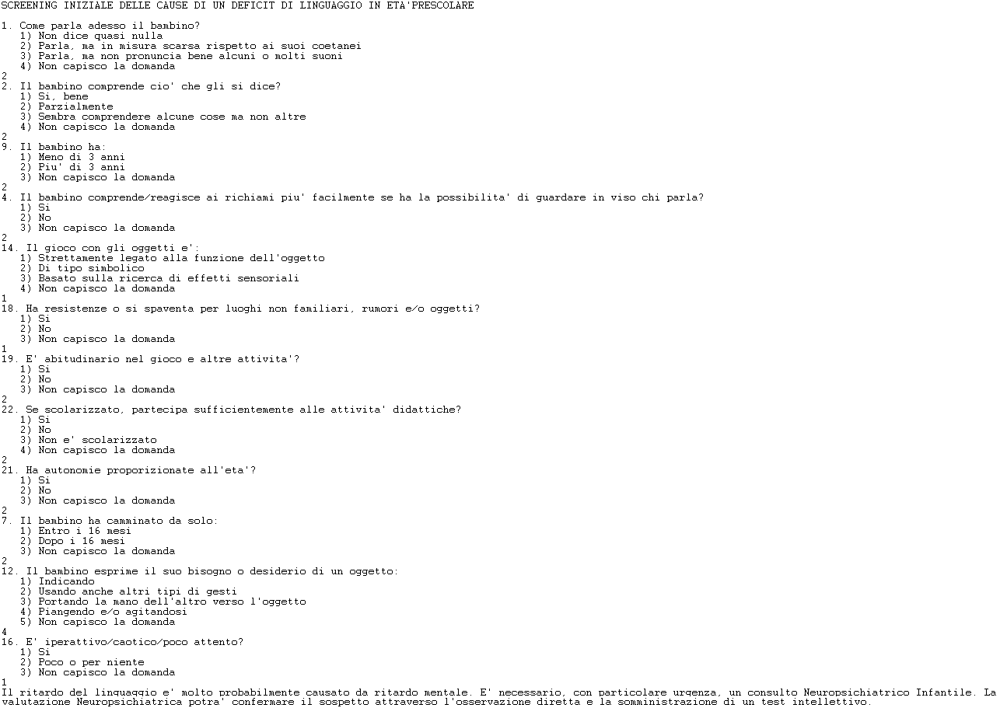 SCREENING INIZIALE DELLE CAUSE DI UN DEFICIT DI LINGUAGGIO IN ETA'PRESCOLARE
1. Come parla adesso il bambino?
1) Non dice quasi nulla
2) Parla, ma in misura scarsa rispetto ai suoi coetanei
3) Parla, ma non pronuncia bene alcuni o molti suoni
4) Non capisco la domanda
2
2. Il bambino comprende cio' che gli si dice?
1) Si, bene
2) Parzialmente
3) Sembra comprendere alcune cose ma non altre
4) Non capisco la domanda
2
9. Il bambino ha:
1) Meno di 3 anni
2) Piu' di 3 anni
3) Non capisco la domanda
2
4. Il bambino comprende/reagisce ai richiami piu' facilmente se ha la possibilita' di guardare in viso chi parla?
1) Si
2) No
3) Non capisco la domanda
2
14. Il gioco con gli oggetti e':
1) Strettamente legato alla funzione dell'oggetto
2) Di tipo simbolico
3) Basato sulla ricerca di effetti sensoriali
4) Non capisco la domanda
1
18. Ha resistenze o si spaventa per luoghi non familiari, rumori e/o oggetti?
1) Si
2) No
3) Non capisco la domanda
1
19. E' abitudinario nel gioco e altre attivita'?
1) Si
2) No
3) Non capisco la domanda
2
22. Se scolarizzato, partecipa sufficientemente alle attivita' didattiche?
1) Si
2) No
3) Non e' scolarizzato
4) Non capisco la domanda
2
21. Ha autonomie proporizionate all'eta'?
1) Si
2) No
3) Non capisco la domanda
2
7. Il bambino ha camminato da solo:
1) Entro i 16 mesi
2) Dopo i 16 mesi
3) Non capisco la domanda
2
12. Il bambino esprime il suo bisogno o desiderio di un oggetto:
1) Indicando
2) Usando anche altri tipi di gesti
3) Portando la mano dell'altro verso l'oggetto
4) Piangendo e/o agitandosi
5) Non capisco la domanda
4
16. E' iperattivo/caotico/poco attento?
1) Si
2) Poco o per niente
3) Non capisco la domanda
1
Il ritardo del linguaggio e' molto probabilmente causato da ritardo mentale. E' necessario, con particolare urgenza, un consulto Neuropsichiatrico Infantile. La
valutazione Neuropsichiatrica potra' confermare il sospetto attraverso l'osservazione diretta e la somministrazione di un test intellettivo.